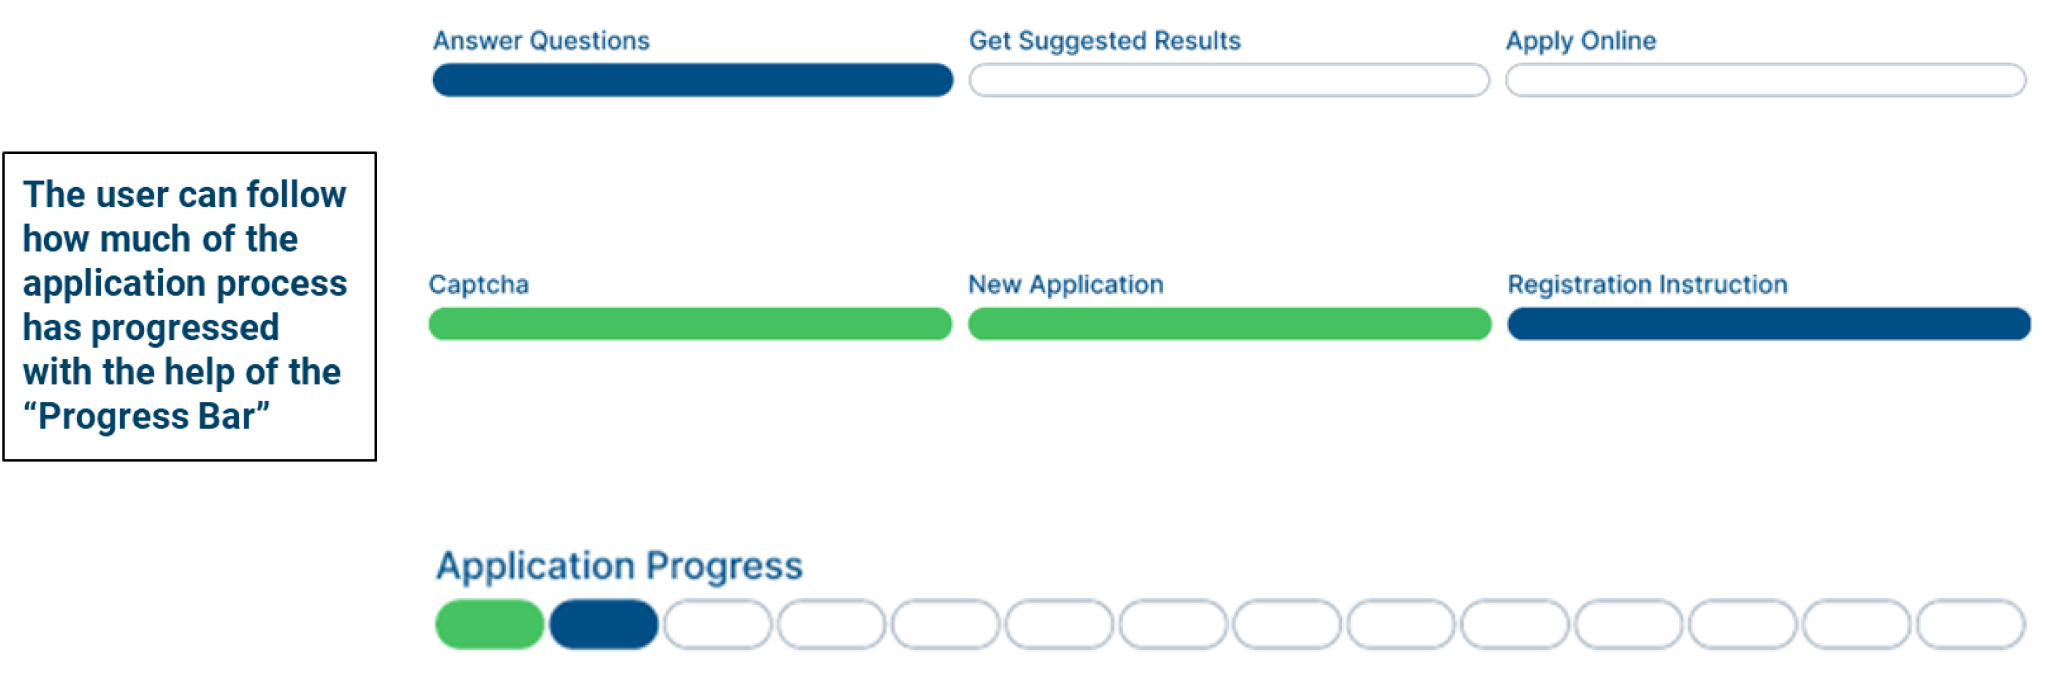 Answer Questions
Get Suggested Results
Apply Online
The user can follow
how much of the
application process
has progressed
with the help of the
“Progress Bar”
Captcha
New Application
Registration Instruction
Application Progress